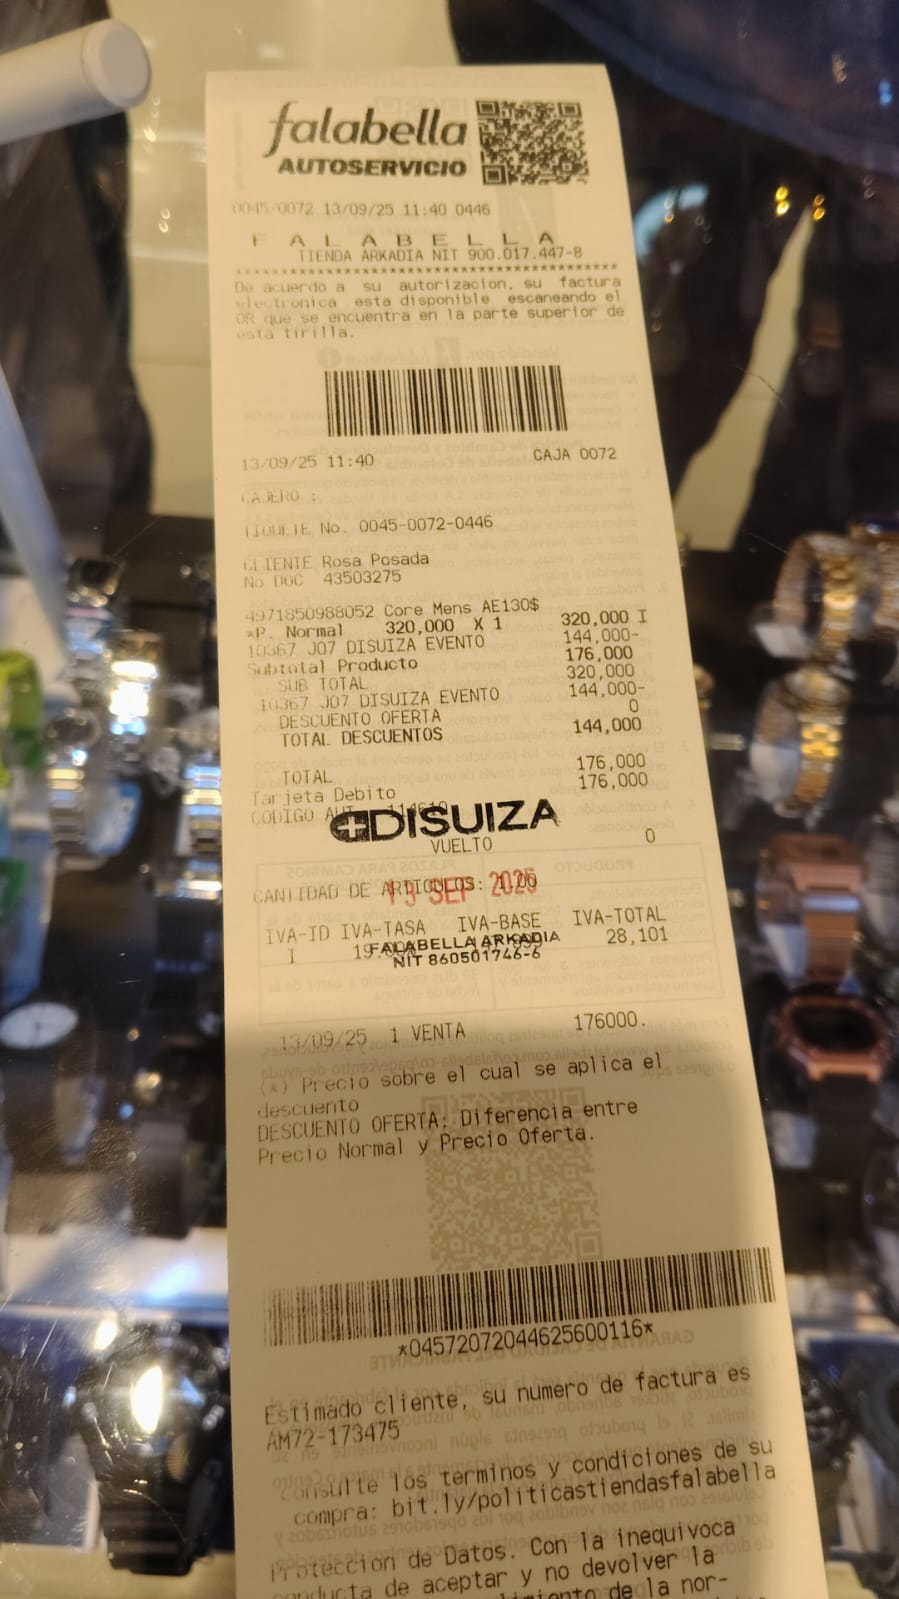 falabella
AUTOSERVICIO
0045/0072 13/09/25 11:40 0446
F A L A B E L L A
TIENDA ARKADIA NIT 900.017.447-8
De acuerdo a su autorizacion, su factura
electronica esta disponible escaneando el
QR que se encuentra en la parte superior de
esta tirilla.
13/09/25 11:40 CAJA 0072
CAJERO :
TIQUETE No. 0045-0072-0446
CLIENTE Rosa Posada
No DOC 43503275
4971850988052 Core Mens AE130$
*P. Normal 320,000 X 1 320,000 I
10367 J07 DISUIZA EVENTO 144,000-
Subtotal Producto 176,000
SUB TOTAL 320,000
10367 J07 DISUIZA EVENTO 144,000-
DESCUENTO OFERTA 0
TOTAL DESCUENTOS 144,000
TOTAL 176,000
Tarjeta Debito 176,000
CODIGO AUT
DISUIZA
VUELTO 0
CANTIDAD DE ARTICULOS: 1.00
13 SEP 2025
IVA-ID IVA-TASA IVA-BASE IVA-TOTAL
I 28,101
FALABELLA ARKADIA
NIT 860501746-6
13/09/25 1 VENTA 176000.
(*) Precio sobre el cual se aplica el
descuento
DESCUENTO OFERTA: Diferencia entre
Precio Normal y Precio Oferta.
*04572072044625600116*
Estimado cliente, su numero de factura es
AM72-173475
Consulte los terminos y condiciones de su
compra: bit.ly/politicastiendasfalabella
Proteccion de Datos. Con la inequivoca
conducta de aceptar y no devolver la
de la nor-